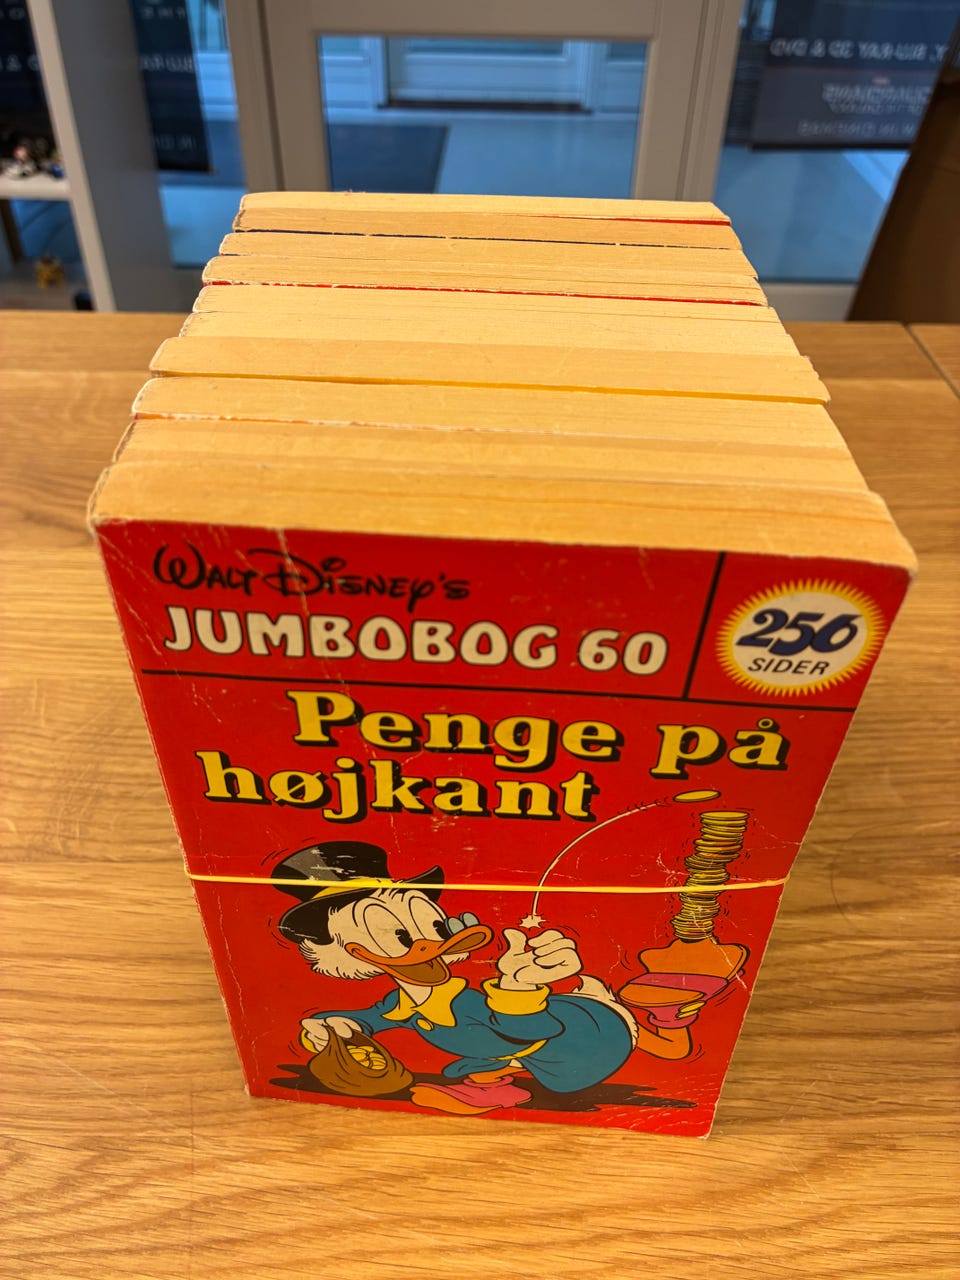 Walt Disney's
JUMBOBOG 60
256
SIDER
Penge på
højkant